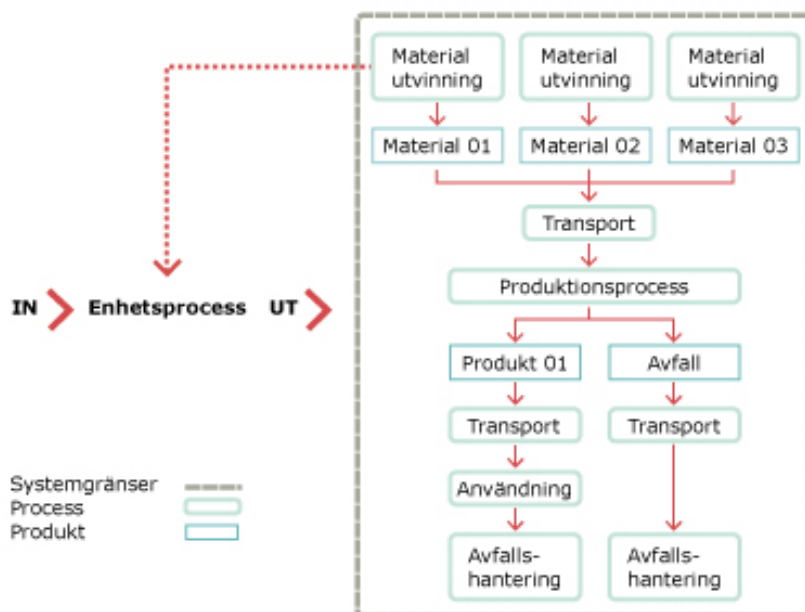 Material
utvinning
Material
utvinning
Material
utvinning
Material 01
Material 02
Material 03
Transport
Produktionsprocess
IN
Enhetsprocess
UT
Produkt 01
Avfall
Transport
Transport
Användning
Avfalls-
hantering
Avfalls-
hantering
Systemgränser
Process
Produkt